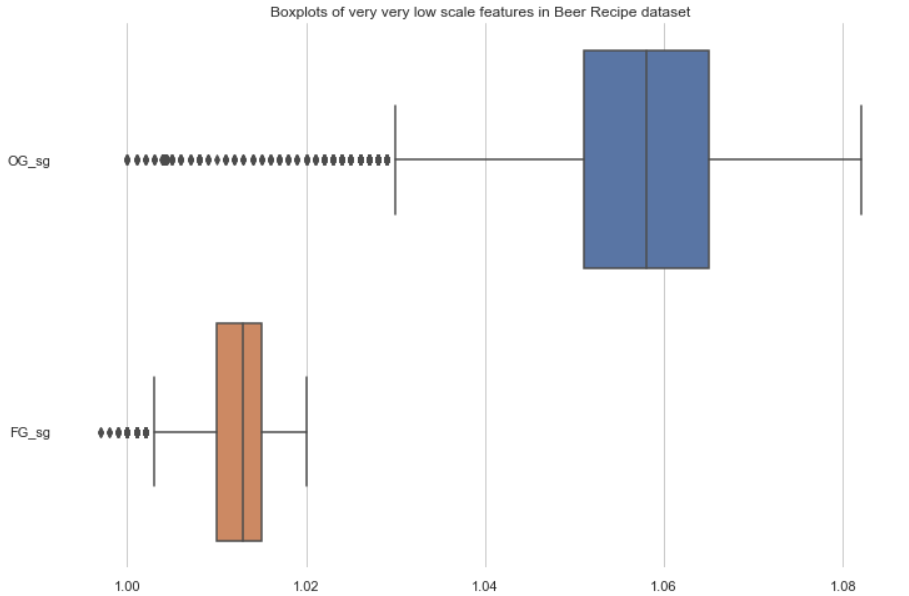 Boxplots of very very low scale features in Beer Recipe dataset
OG_sg
FG_sg
1.00 1.02 1.04 1.06 1.08